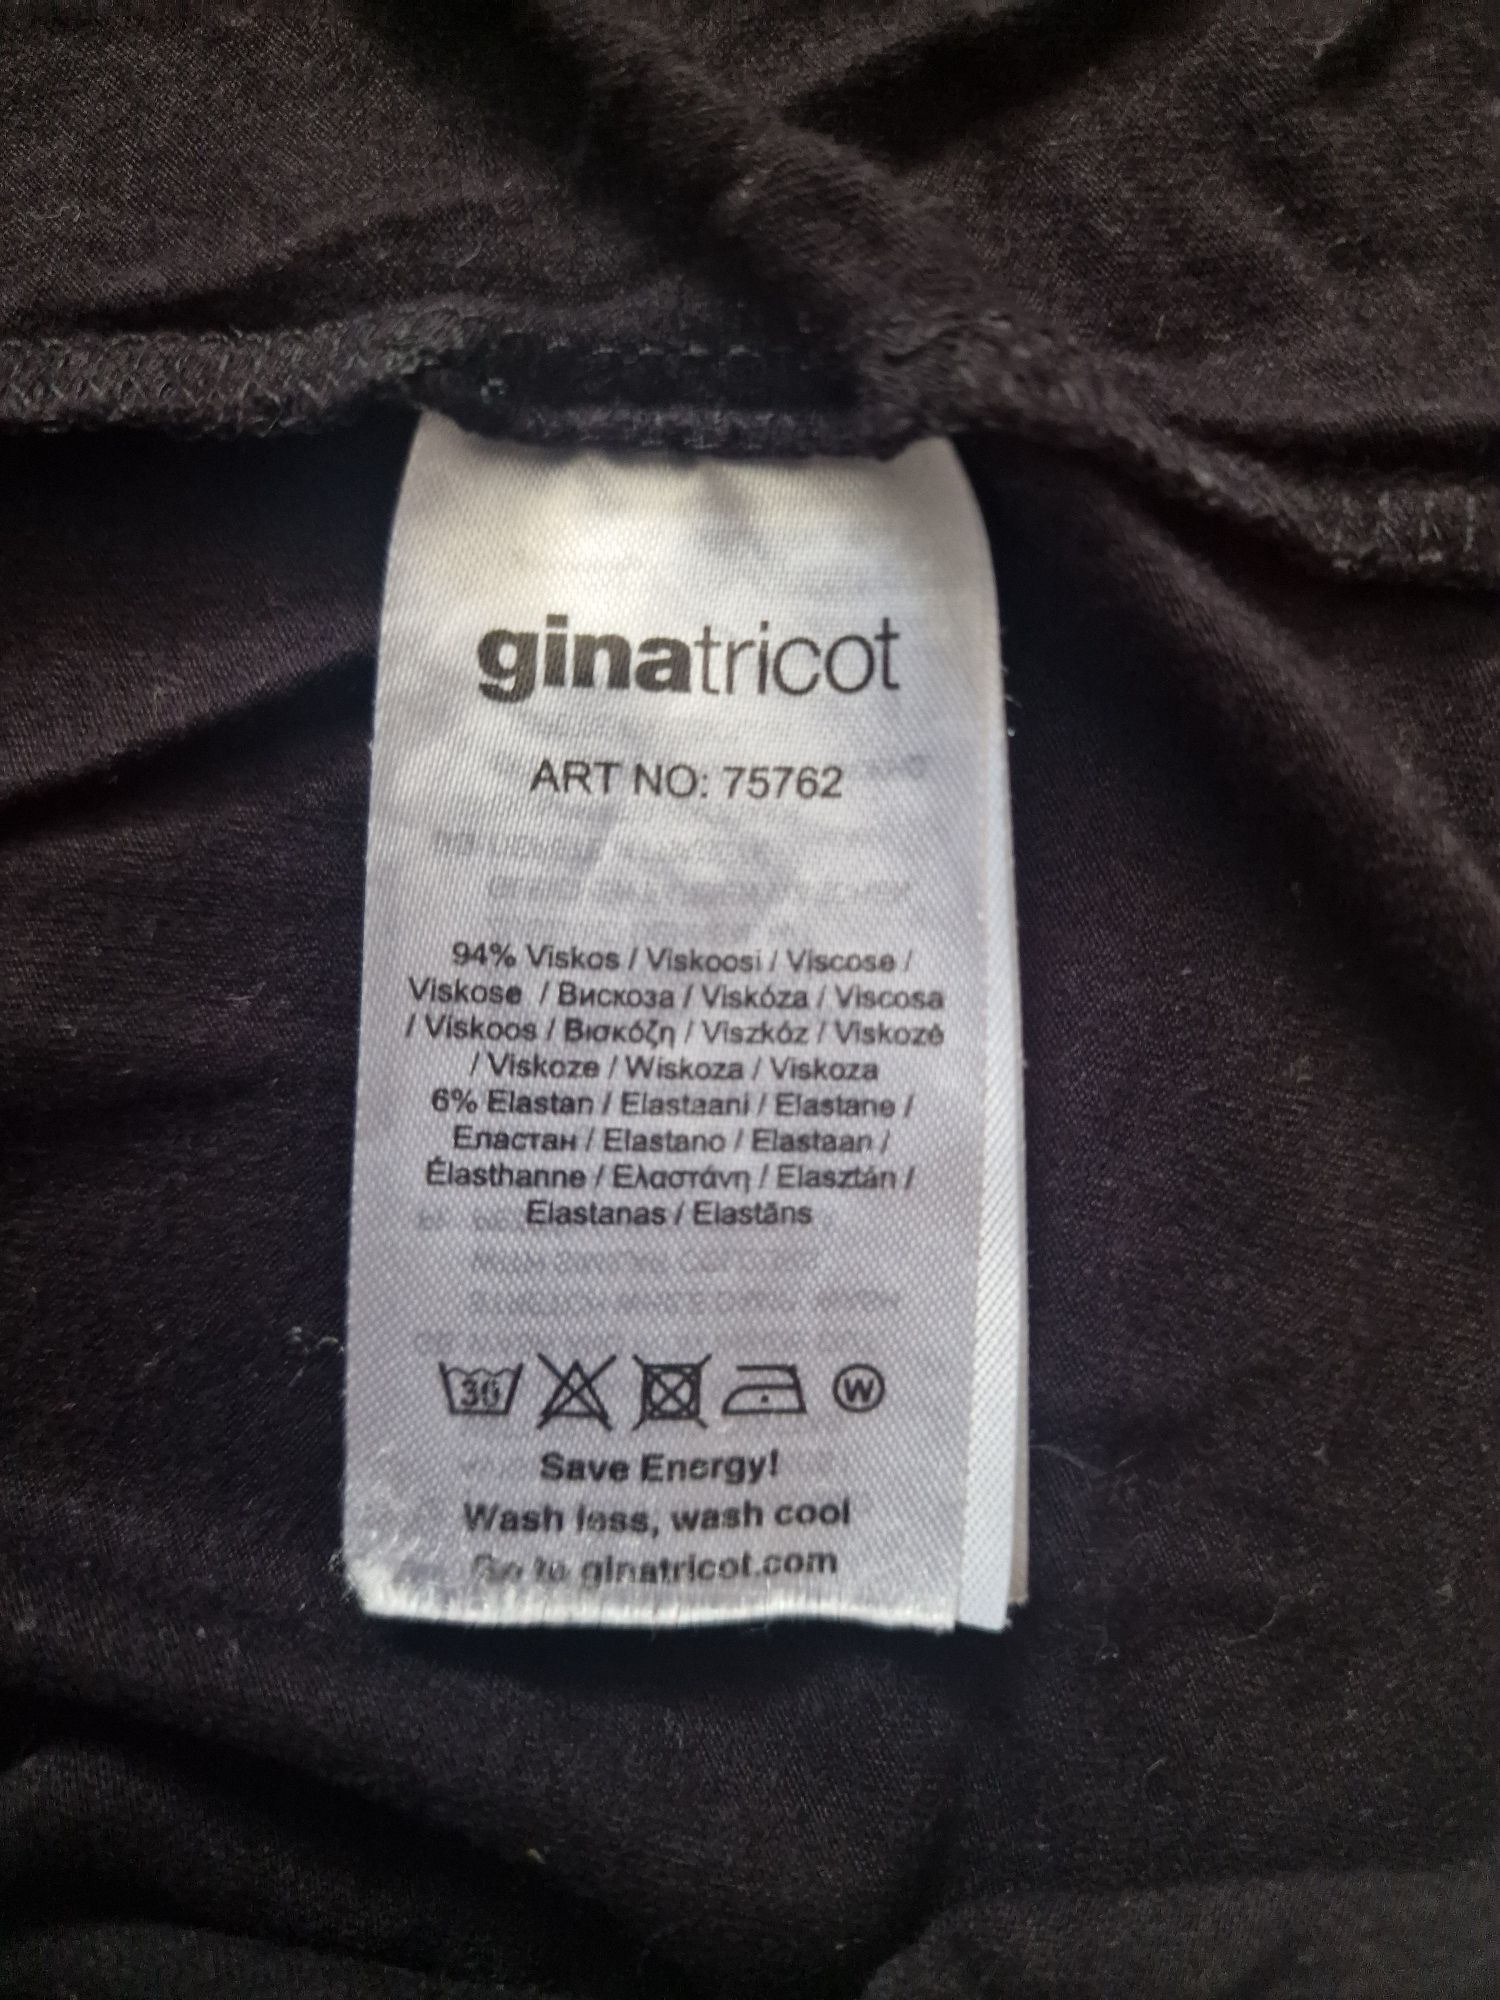 ginatricot
ART NO: 75762
94% Viskos / Viskoosi / Viscose /
Viskose / Вискоза / Viskóza / Viscosa
/ Viskoos / Βισκόζη / Viszkóz / Viskozė
/ Viskoze / Wiskoza / Viskoza
6% Elastan / Elastaani / Elastane /
Еластан / Elastano / Elastaan /
Élasthanne / Ελαστάνη / Elasztán /
Elastanas / Elastāns
30
W
Save Energy!
Wash less, wash cool
Go to ginatricot.com